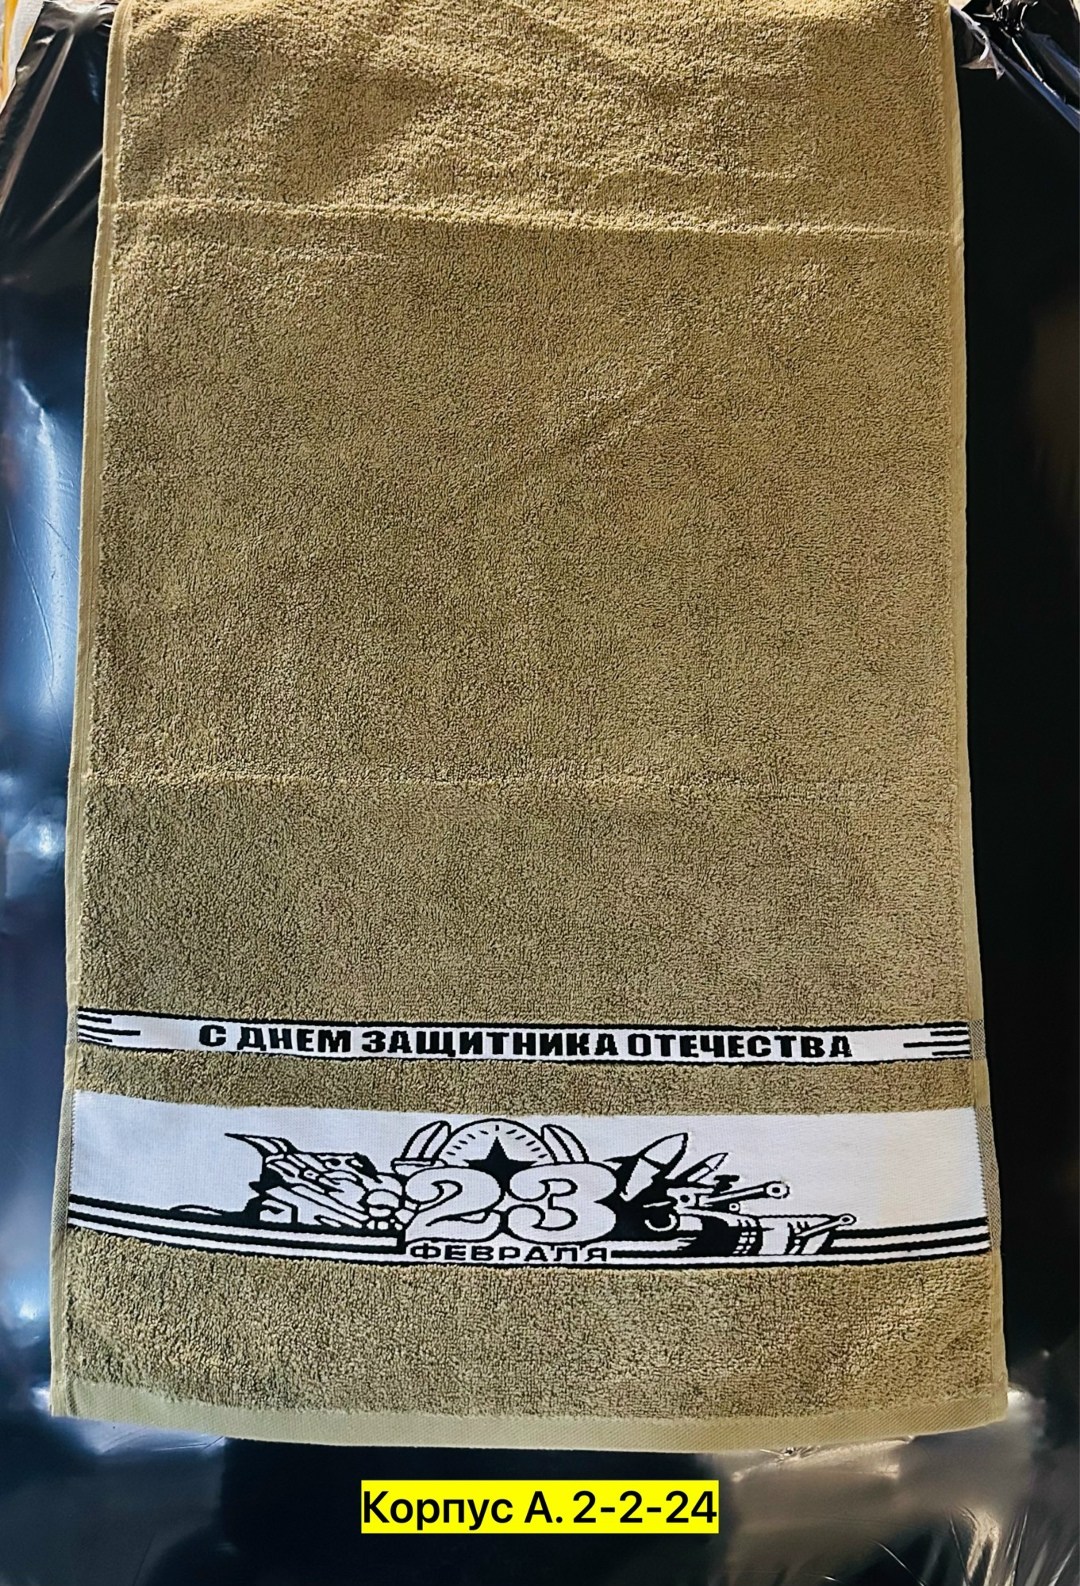 С ДНЕМ ЗАЩИТНИКА ОТЕЧЕСТВА
23
ФЕВРАЛЯ
Корпус А. 2-2-24